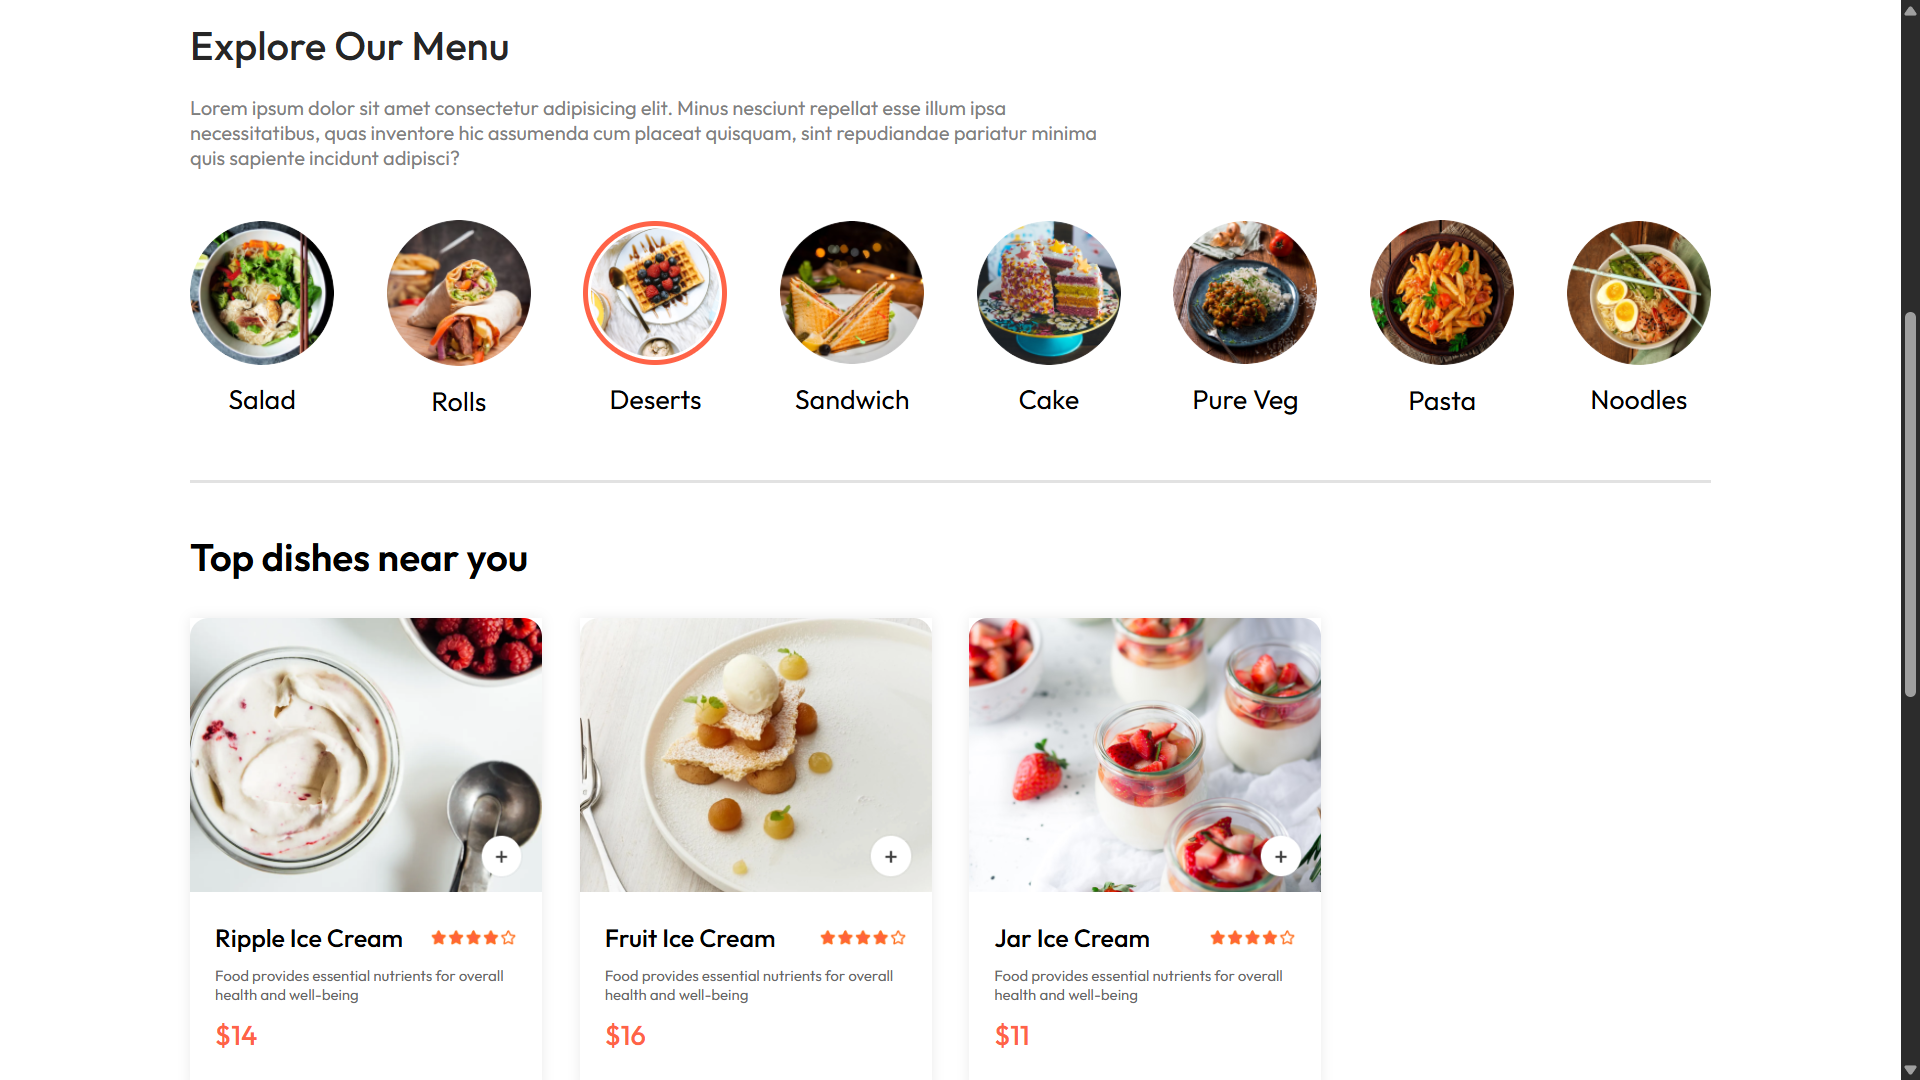 Explore Our Menu
Lorem ipsum dolor sit amet consectetur adipisicing elit. Minus nesciunt repellat esse illum ipsa
necessitatibus, quas inventore hic assumenda cum placeat quisquam, sint repudiandae pariatur minima
quis sapiente incidunt adipisci?
Salad
Rolls
Deserts
Sandwich
Cake
Pure Veg
Pasta
Noodles
Top dishes near you
Ripple Ice Cream
Food provides essential nutrients for overall
health and well-being
$14
Fruit Ice Cream
Food provides essential nutrients for overall
health and well-being
$16
Jar Ice Cream
Food provides essential nutrients for overall
health and well-being
$11